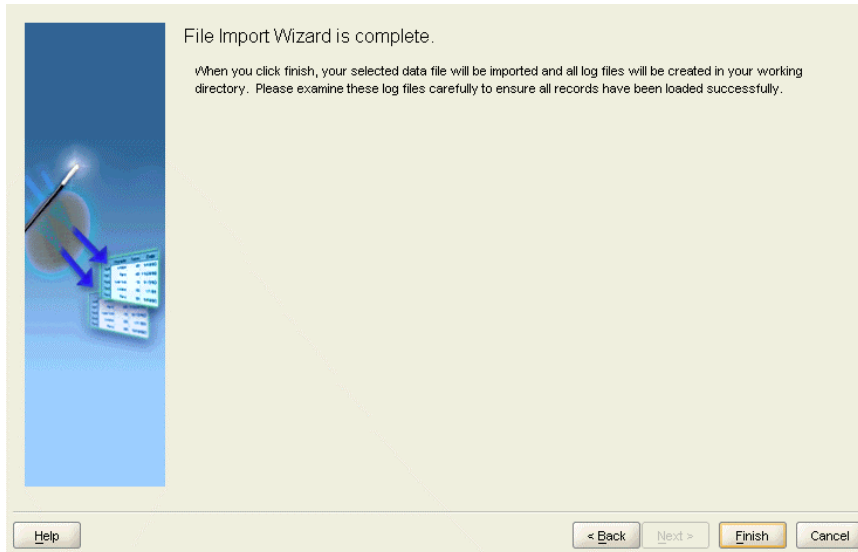 File Import Wizard is complete.
When you click finish, your selected data file will be imported and all log files will be created in your working
directory. Please examine these log files carefully to ensure all records have been loaded successfully.
Help
< Back
Next >
Finish
Cancel